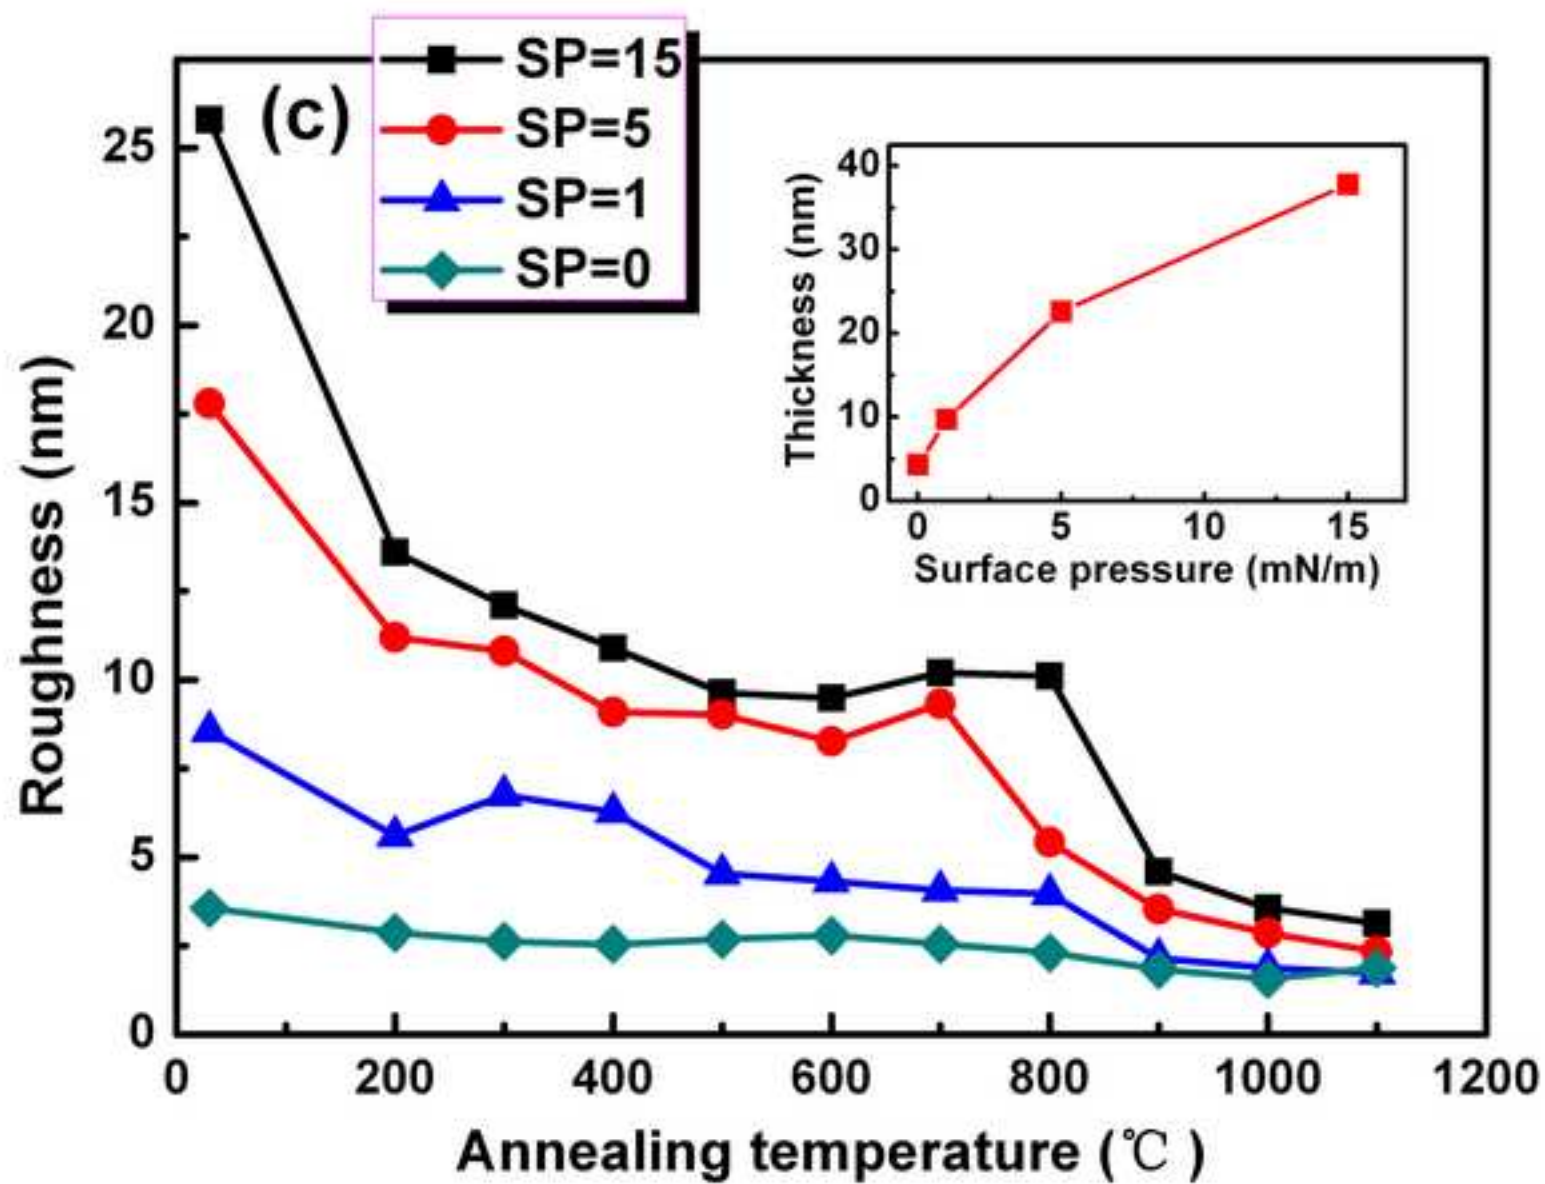 SP=15
(c)
SP=5
SP=1
SP=0
25
20
15
10
5
0
Roughness (nm)
0 200 400 600 800 1000 1200
Annealing temperature (℃)
40
30
20
10
0
Thickness (nm)
0 5 10 15
Surface pressure (mN/m)